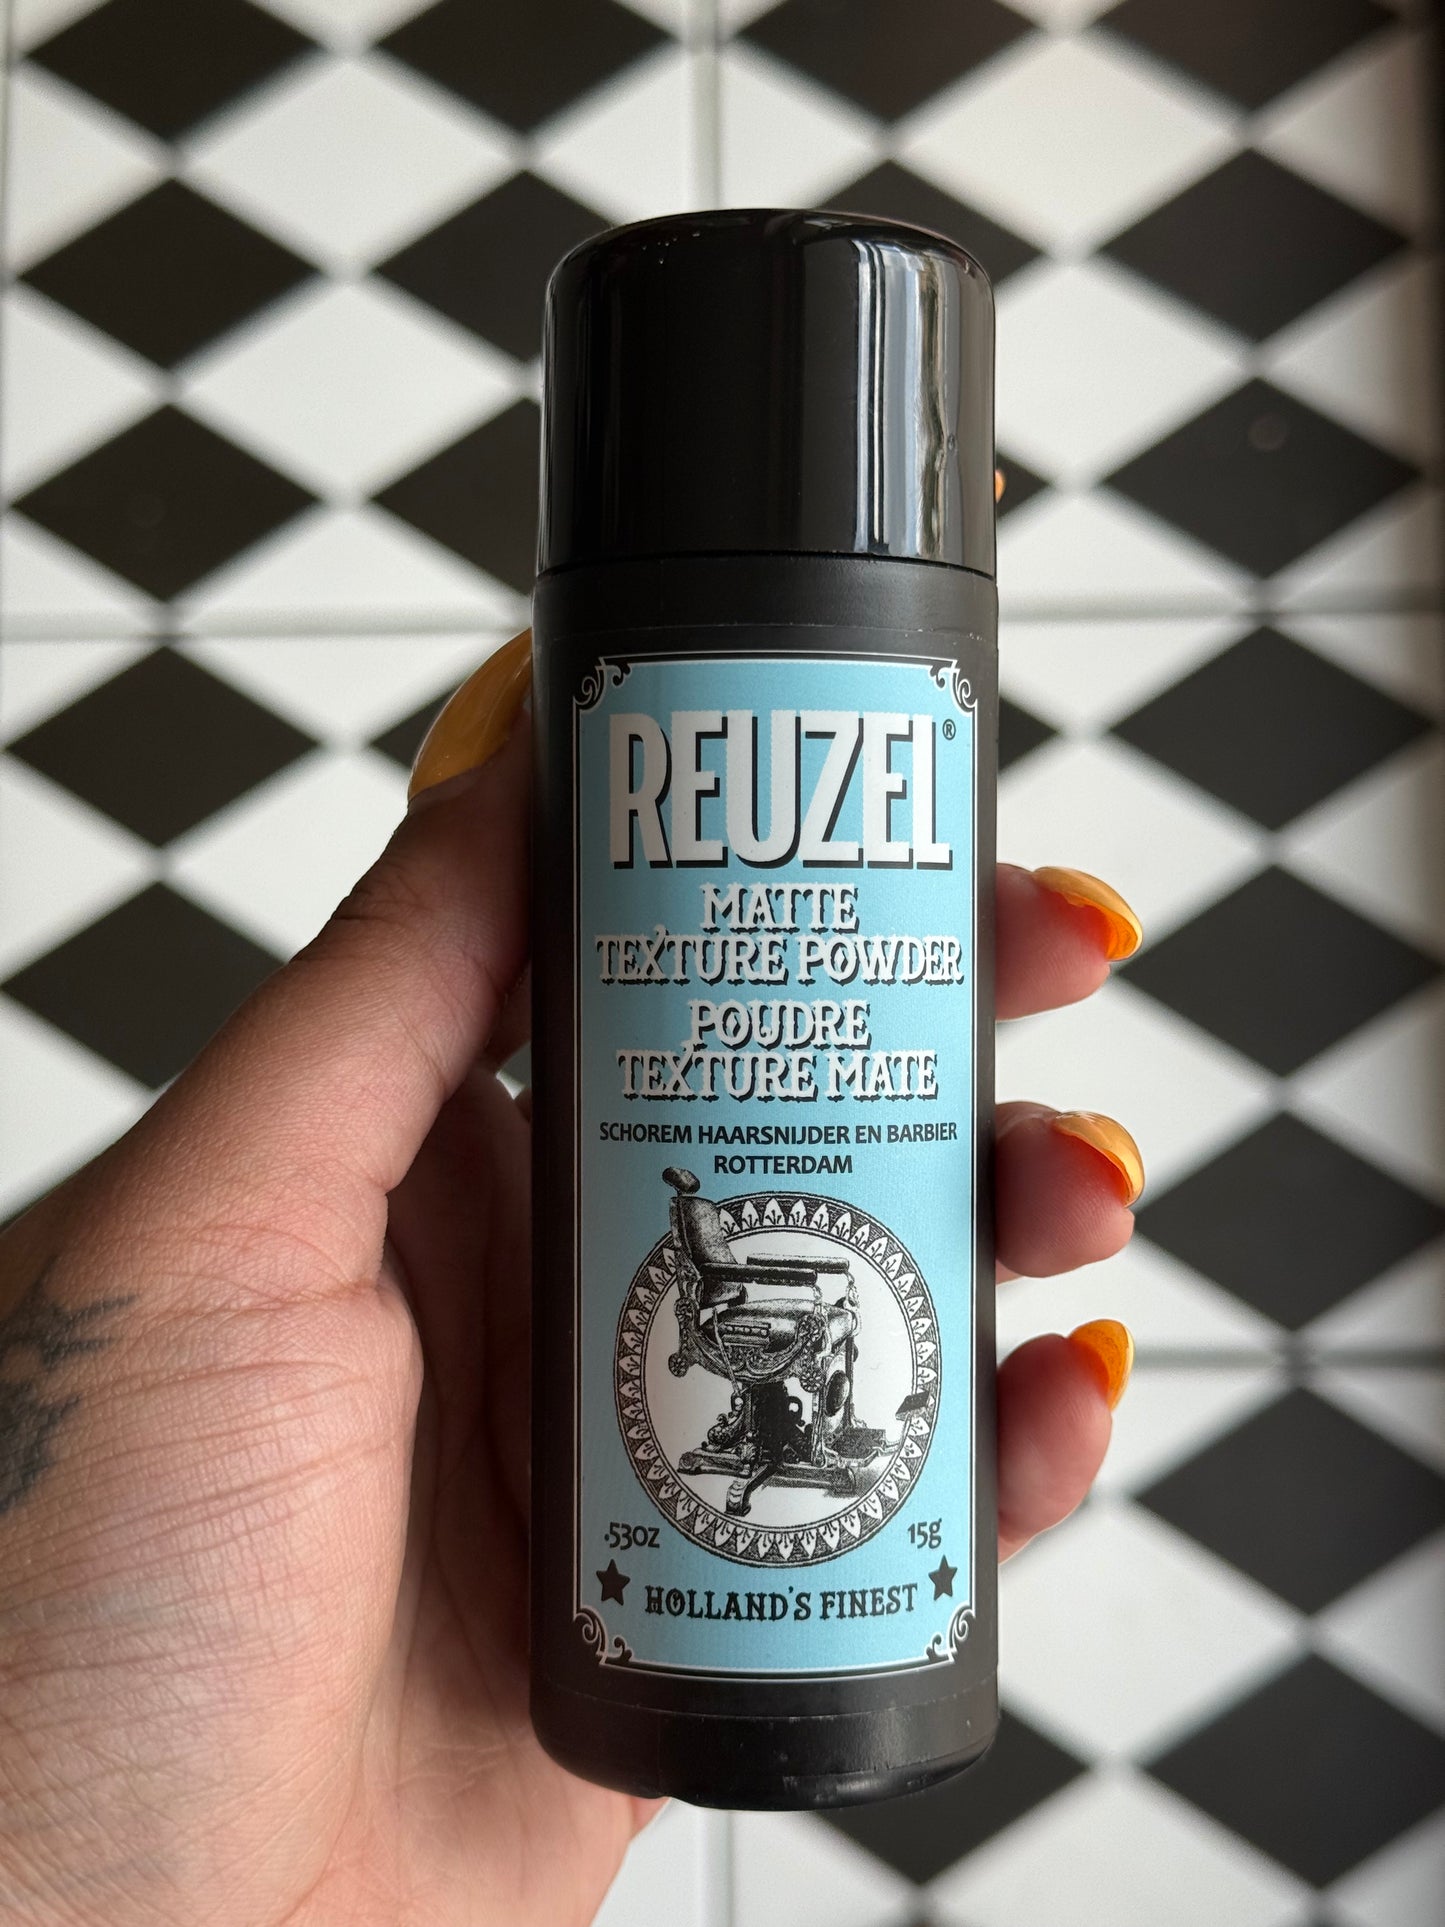 REUZEL®
MATTE
TEXTURE POWDER
POUDRE
TEXTURE MATE
SCHOREM HAARSNIJDER EN BARBIER
ROTTERDAM
.53OZ 15g
HOLLAND'S FINEST